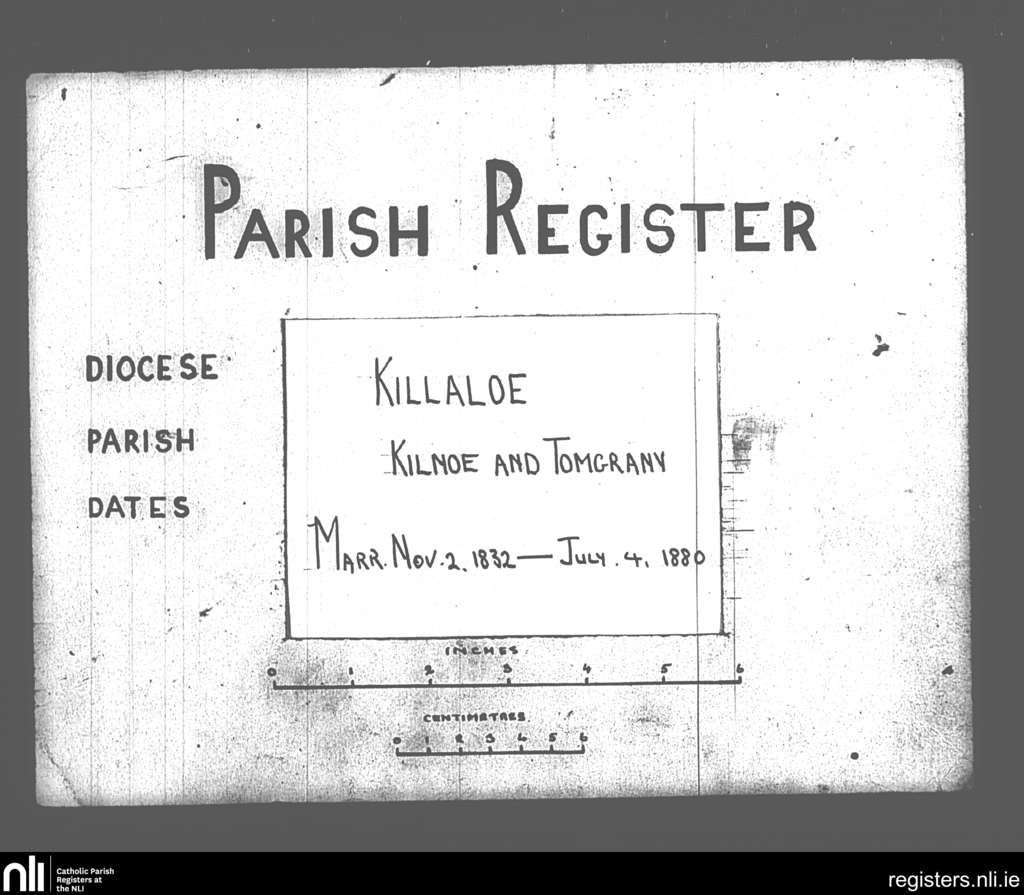 PARISH REGISTER
DIOCESE KILLALOE
PARISH KILNOE AND TOMGRANY
DATES MARR. NOV. 2. 1832 — JULY. 4. 1880
INCHES
0 1 2 3 4 5 6
CENTIMETRES
0 1 2 3 4 5 6
nli Catholic Parish
Registers at
the NLI
registers.nli.ie